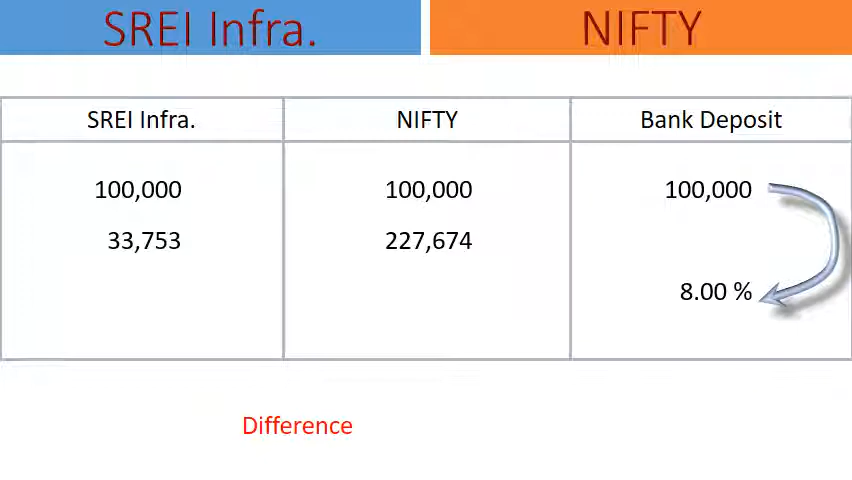 SREI Infra.
NIFTY
SREI Infra.
NIFTY
Bank Deposit
100,000
100,000
100,000
33,753
227,674
8.00 %
Difference